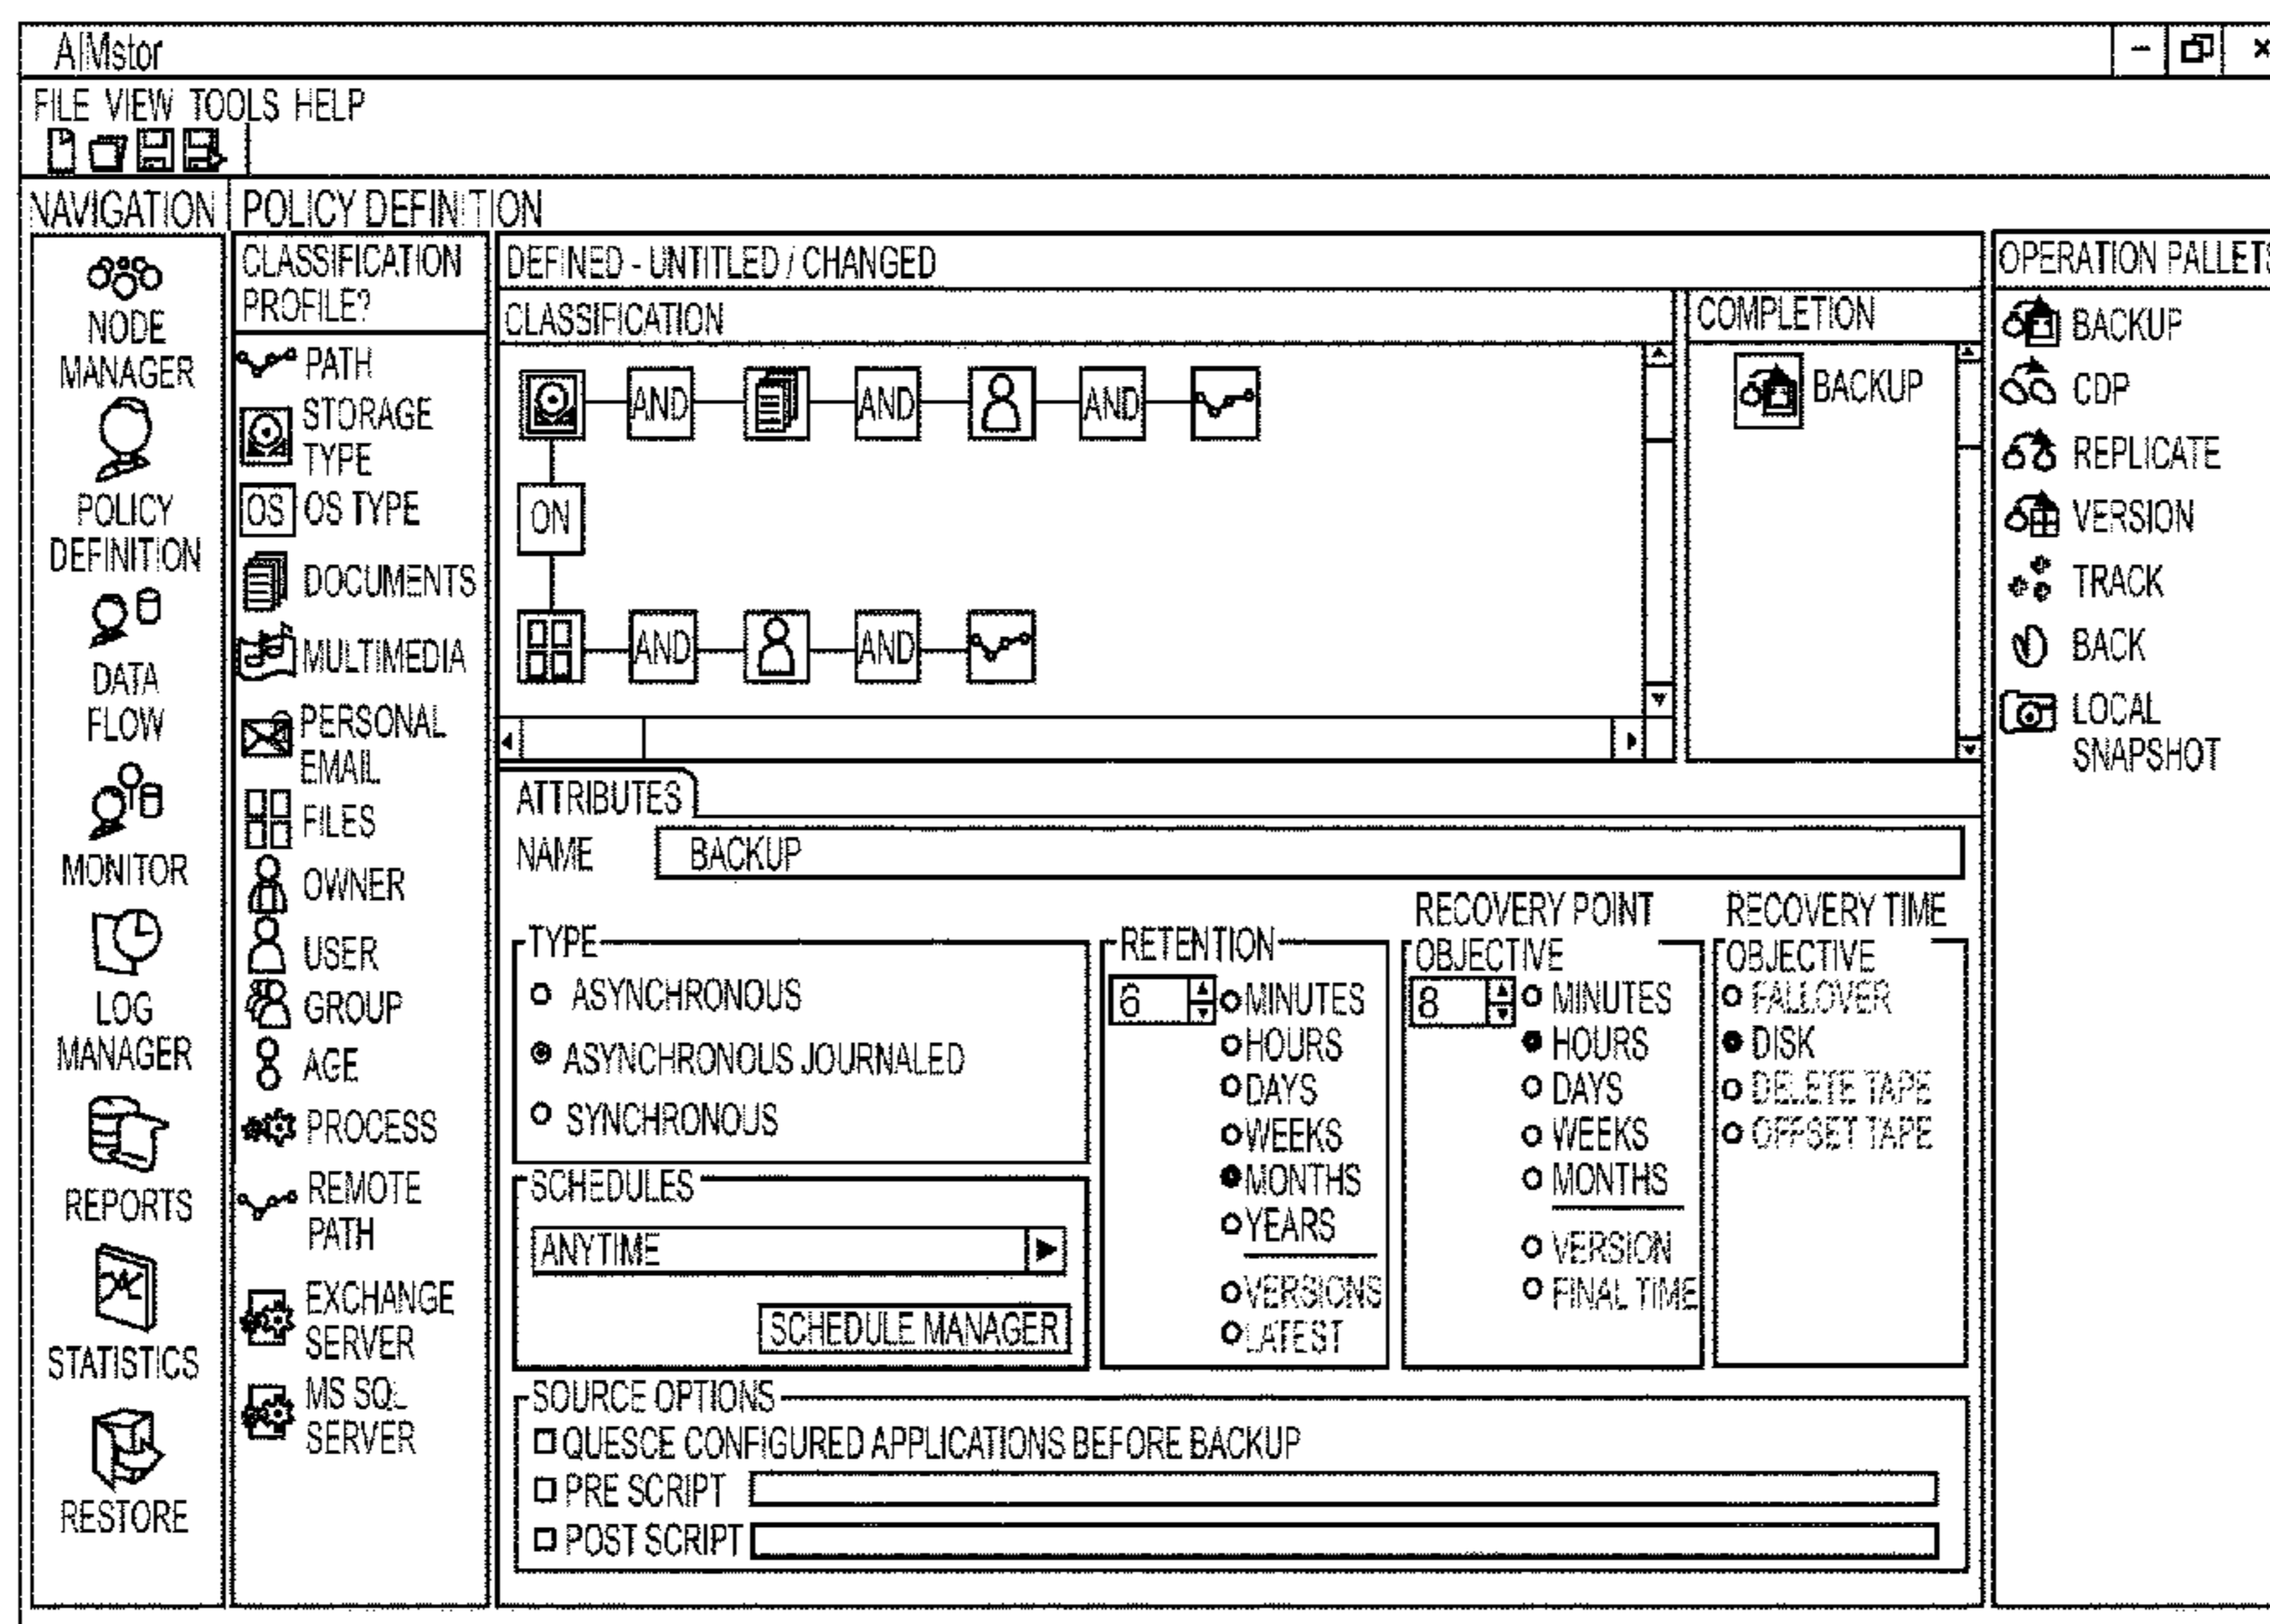 AIMstor
FILE VIEW TOOLS HELP
NAVIGATION
NODE
MANAGER
POLICY
DEFINITION
DATA
FLOW
MONITOR
LOG
MANAGER
REPORTS
STATISTICS
RESTORE
POLICY DEFINITION
CLASSIFICATION
PROFILE?
PATH
STORAGE
TYPE
OS OS TYPE
DOCUMENTS
MULTIMEDIA
PERSONAL
EMAIL
FILES
OWNER
USER
GROUP
AGE
PROCESS
REMOTE
PATH
EXCHANGE
SERVER
MS SQL
SERVER
DEFINED - UNTITLED / CHANGED
CLASSIFICATION
AND AND AND
ON
AND AND
COMPLETION
BACKUP
ATTRIBUTES
NAME BACKUP
TYPE
ASYNCHRONOUS
ASYNCHRONOUS JOURNALED
SYNCHRONOUS
SCHEDULES
ANYTIME
SCHEDULE MANAGER
RETENTION
6 MINUTES
HOURS
DAYS
WEEKS
MONTHS
YEARS
VERSIONS
LATEST
RECOVERY POINT
OBJECTIVE
8 MINUTES
HOURS
DAYS
WEEKS
MONTHS
VERSION
FINAL TIME
RECOVERY TIME
OBJECTIVE
FALLOVER
DISK
DELETE TAPE
OFFSET TAPE
SOURCE OPTIONS
QUESCE CONFIGURED APPLICATIONS BEFORE BACKUP
PRE SCRIPT
POST SCRIPT
OPERATION PALLETS
BACKUP
CDP
REPLICATE
VERSION
TRACK
BACK
LOCAL
SNAPSHOT